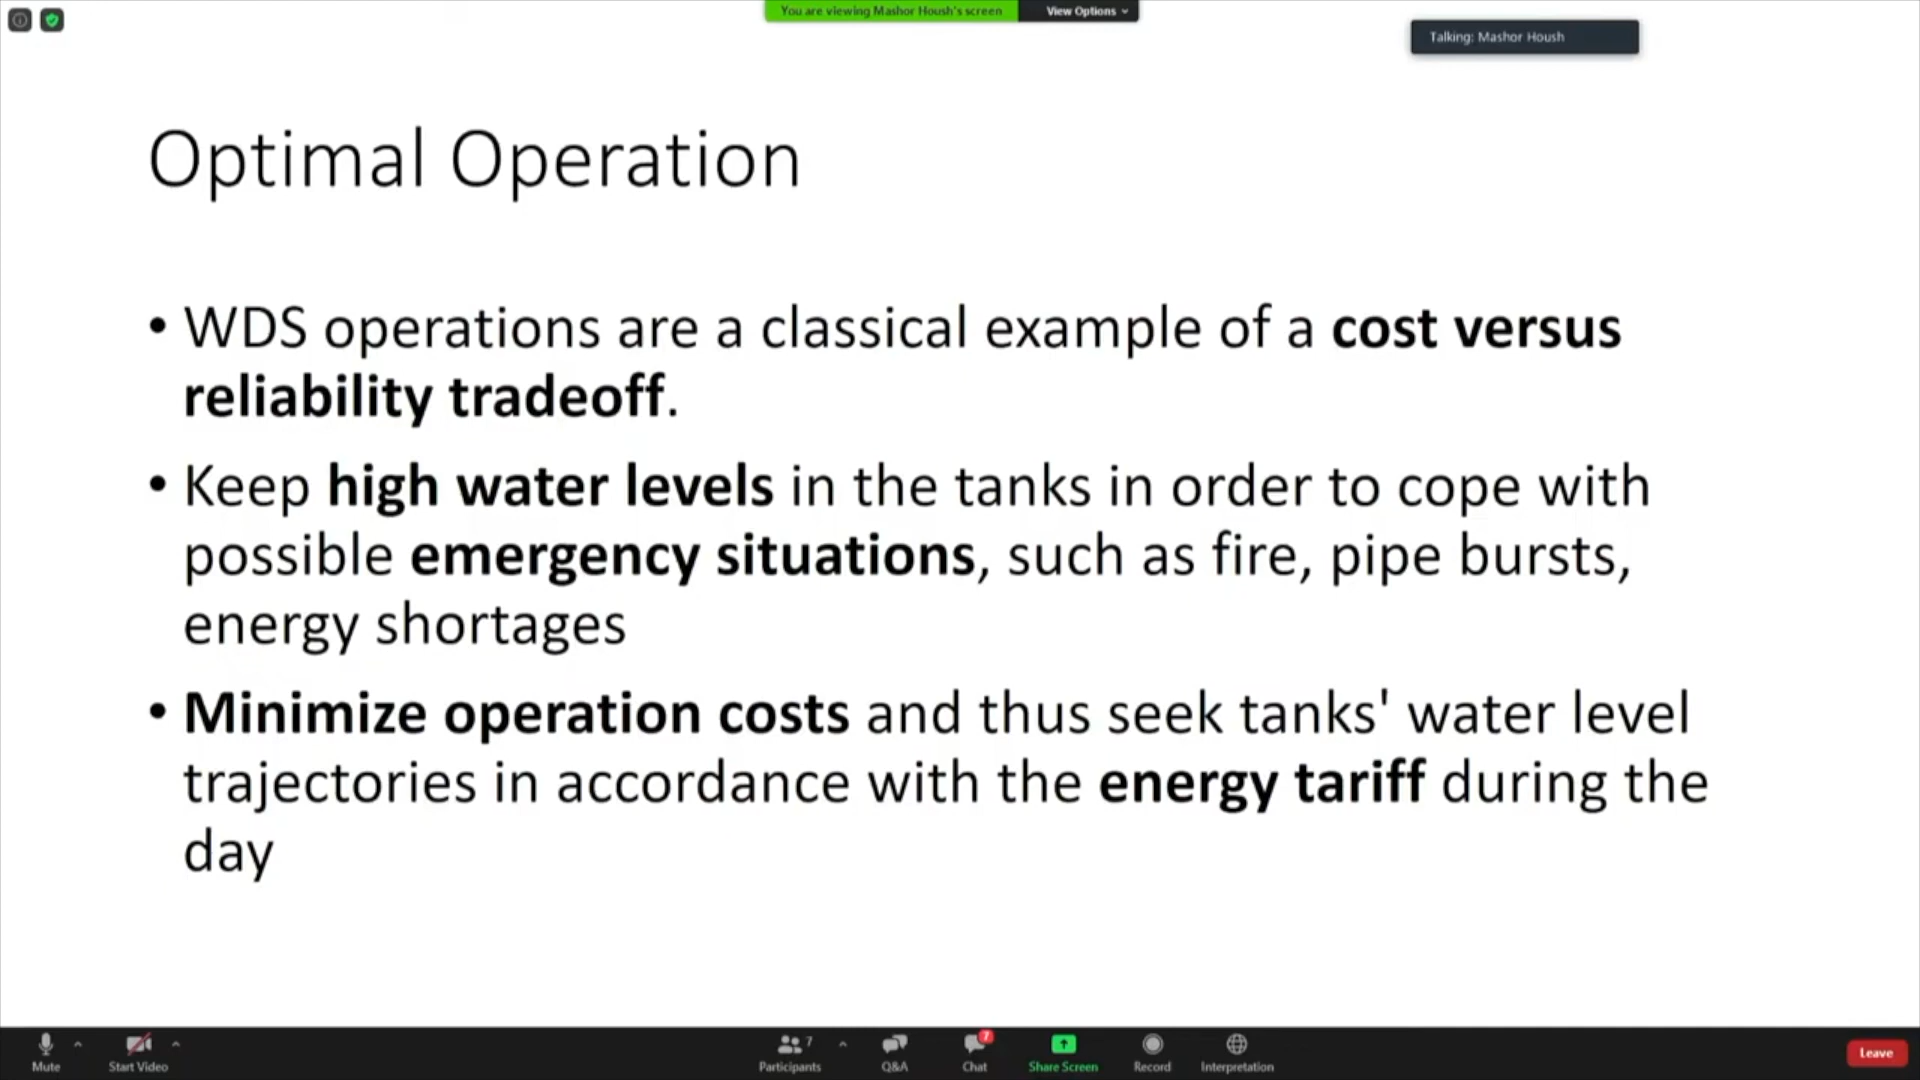 You are viewing Mashor Housh's screen
View Options
Talking: Mashor Housh
Optimal Operation
• WDS operations are a classical example of a cost versus
reliability tradeoff.
• Keep high water levels in the tanks in order to cope with
possible emergency situations, such as fire, pipe bursts,
energy shortages
• Minimize operation costs and thus seek tanks' water level
trajectories in accordance with the energy tariff during the
day
Mute
Start Video
7
Participants
Q&A
7
Chat
Share Screen
Record
Interpretation
Leave